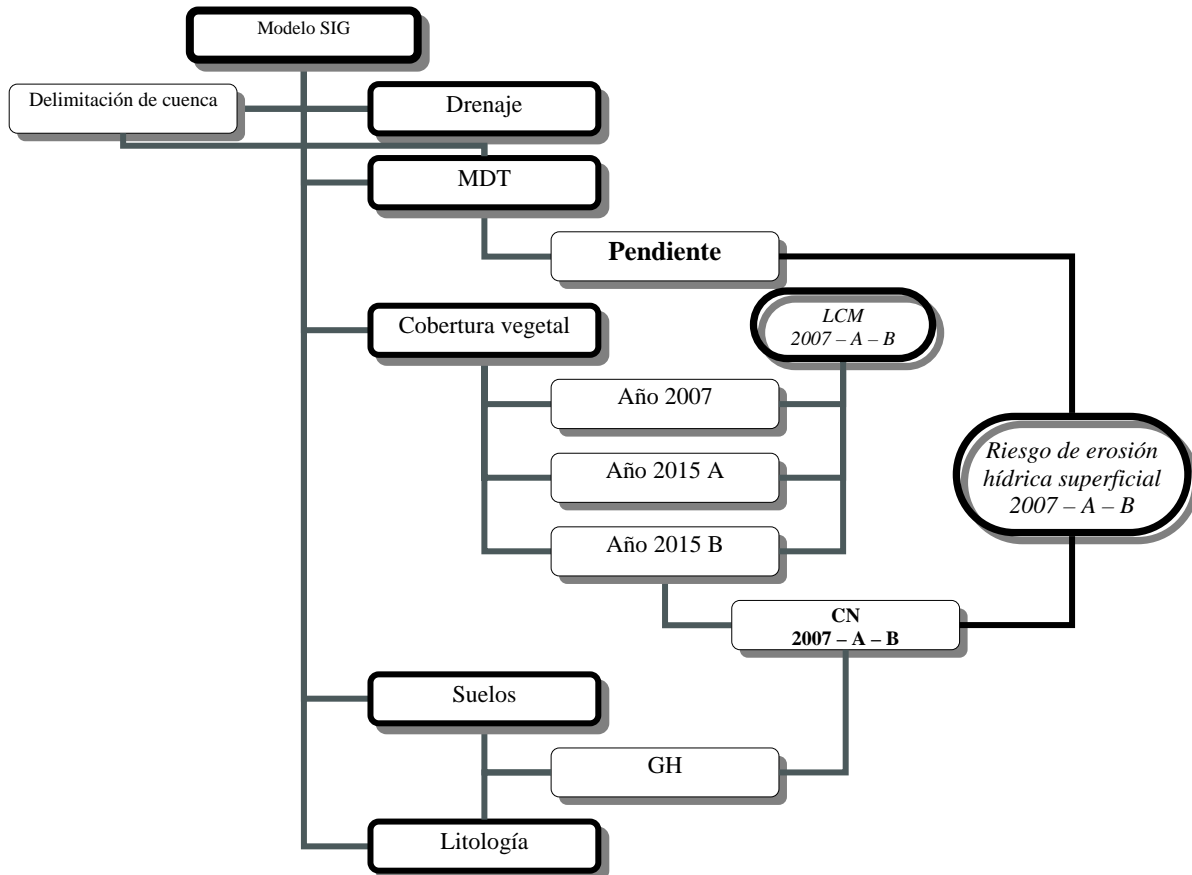 Modelo SIG
Delimitación de cuenca
Drenaje
MDT
Pendiente
Cobertura vegetal
LCM
2007 – A – B
Año 2007
Año 2015 A
Año 2015 B
Riesgo de erosión
hídrica superficial
2007 – A – B
CN
2007 – A – B
Suelos
GH
Litología